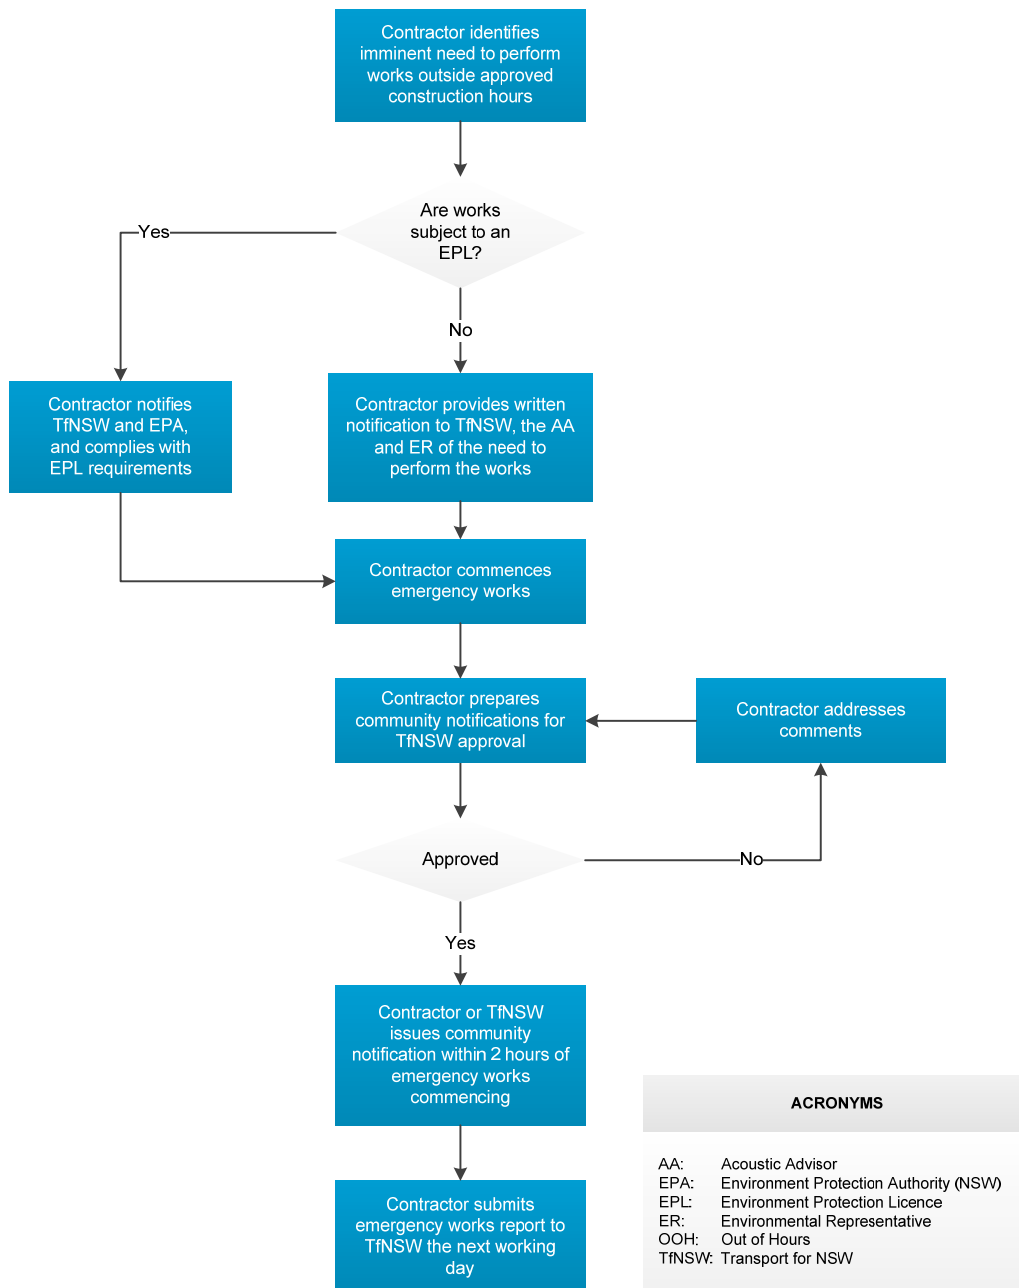 Contractor identifies
imminent need to perform
works outside approved
construction hours
Are works
subject to an
EPL?
Yes
No
Contractor notifies
TfNSW and EPA,
and complies with
EPL requirements
Contractor provides written
notification to TfNSW, the AA
and ER of the need to
perform the works
Contractor commences
emergency works
Contractor prepares
community notifications for
TfNSW approval
Contractor addresses
comments
Approved
No
Yes
Contractor or TfNSW
issues community
notification within 2 hours of
emergency works
commencing
Contractor submits
emergency works report to
TfNSW the next working
day
ACRONYMS
AA: Acoustic Advisor
EPA: Environment Protection Authority (NSW)
EPL: Environment Protection Licence
ER: Environmental Representative
OOH: Out of Hours
TfNSW: Transport for NSW